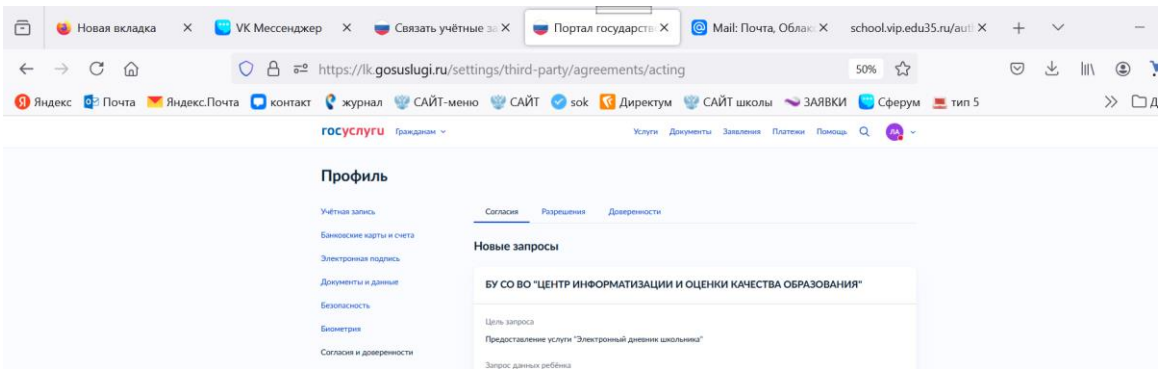 Новая вкладка VK Мессенджер Связать учётные за Портал государстве Mail: Почта, Облако school.vip.edu35.ru/auth
https://lk.gosuslugi.ru/settings/third-party/agreements/acting 50%
Яндекс Почта Яндекс.Почта контакт журнал САЙТ-меню САЙТ sok Директум САЙТ школы ЗАЯВКИ Сферум тип 5
госуслуги Гражданам Услуги Документы Заявления Платежи Помощь ЛА
Профиль
Учётная запись Согласия Разрешения Доверенности
Банковские карты и счета
Новые запросы
Электронная подпись
Документы и данные БУ СО ВО "ЦЕНТР ИНФОРМАТИЗАЦИИ И ОЦЕНКИ КАЧЕСТВА ОБРАЗОВАНИЯ"
Безопасность
Цель запроса
Биометрия
Предоставление услуги "Электронный дневник школьника"
Согласия и доверенности
Запрос данных ребёнка